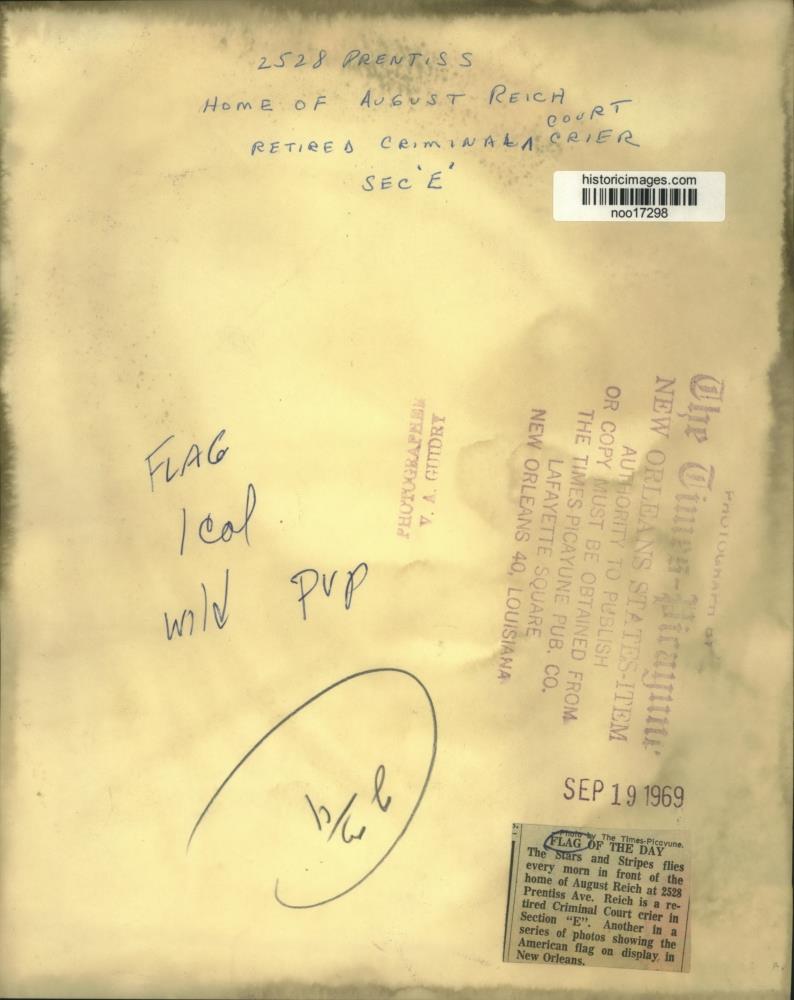 2528 PRENTISS
HOME OF AUGUST REICH
COURT
RETIRED CRIMINAL CRIER
SEC 'E'
historicimages.com
noo17298
PHOTOGRAPH BY
The Times-Picayune
NEW ORLEANS STATES-ITEM
AUTHORITY TO PUBLISH
OR COPY MUST BE OBTAINED FROM
THE TIMES PICAYUNE PUB. CO.
LAFAYETTE SQUARE
NEW ORLEANS 40, LOUISIANA
A. GUIDRY
PHOTOGRAPHER
FLAG
1 col
wild pup
SEP 19 1969
—Photo by The Times-Picayune.
FLAG OF THE DAY
The Stars and Stripes flies
every morn in front of the
home of August Reich at 2528
Prentiss Ave. Reich is a re-
tired Criminal Court crier in
Section "E". Another in a
series of photos showing the
American flag on display in
New Orleans.